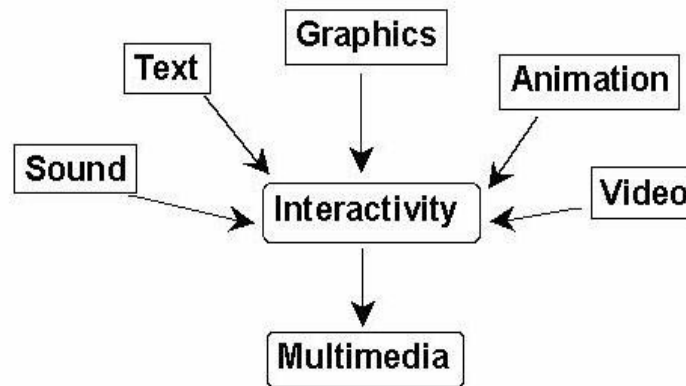 Graphics
Text
Animation
Sound
Interactivity
Video
Multimedia